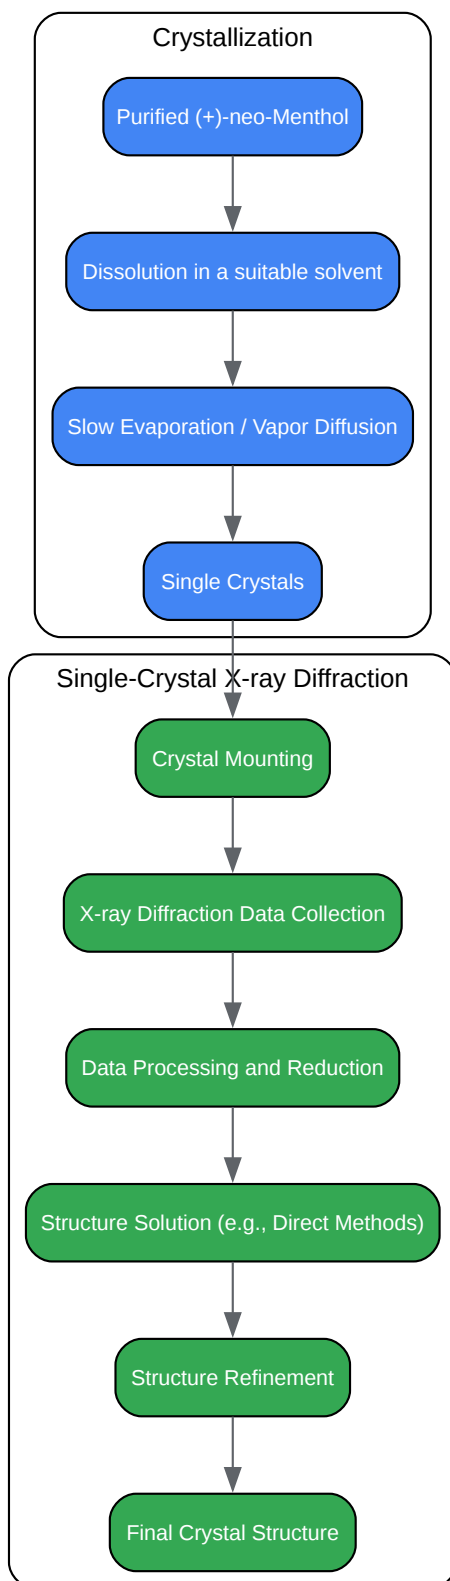 Crystallization
Purified (+)-neo-Menthol
Dissolution in a suitable solvent
Slow Evaporation / Vapor Diffusion
Single Crystals
Single-Crystal X-ray Diffraction
Crystal Mounting
X-ray Diffraction Data Collection
Data Processing and Reduction
Structure Solution (e.g., Direct Methods)
Structure Refinement
Final Crystal Structure